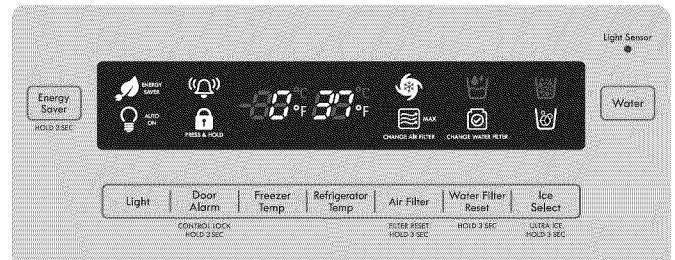 Light Sensor
ENERGY SAVER
AUTO ON
PRESS & HOLD
0°F 37°F
°C °C
MAX
CHANGE AIR FILTER
CHANGE WATER FILTER
Energy Saver
HOLD 3 SEC
Water
Light
Door Alarm
Freezer Temp
Refrigerator Temp
Air Filter
Water Filter Reset
Ice Select
CONTROL LOCK
HOLD 3 SEC
FILTER RESET
HOLD 3 SEC
HOLD 3 SEC
ULTRA ICE
HOLD 3 SEC